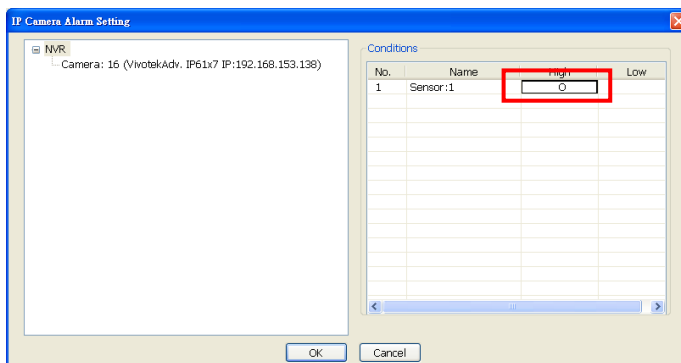 IP Camera Alarm Setting
NVR
Camera: 16 (VivotekAdv. IP61x7 IP:192.168.153.138)
Conditions
No. Name High Low
1 Sensor:1 O
OK Cancel